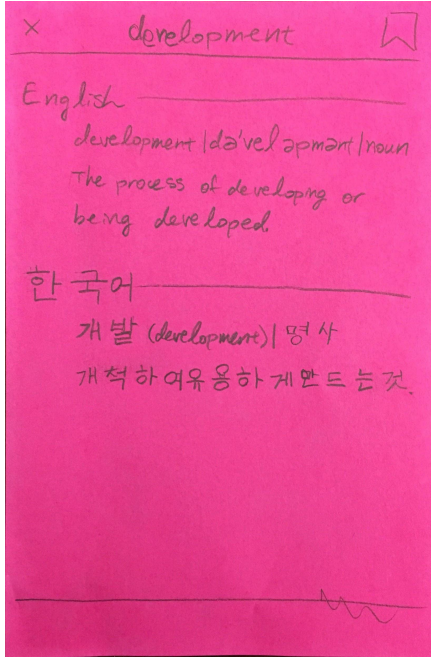 × development
English
development |də'veləpmənt| noun
The process of developing or
being developed.
한국어
개발 (development) | 명사
개척하여유용하게만드는것.